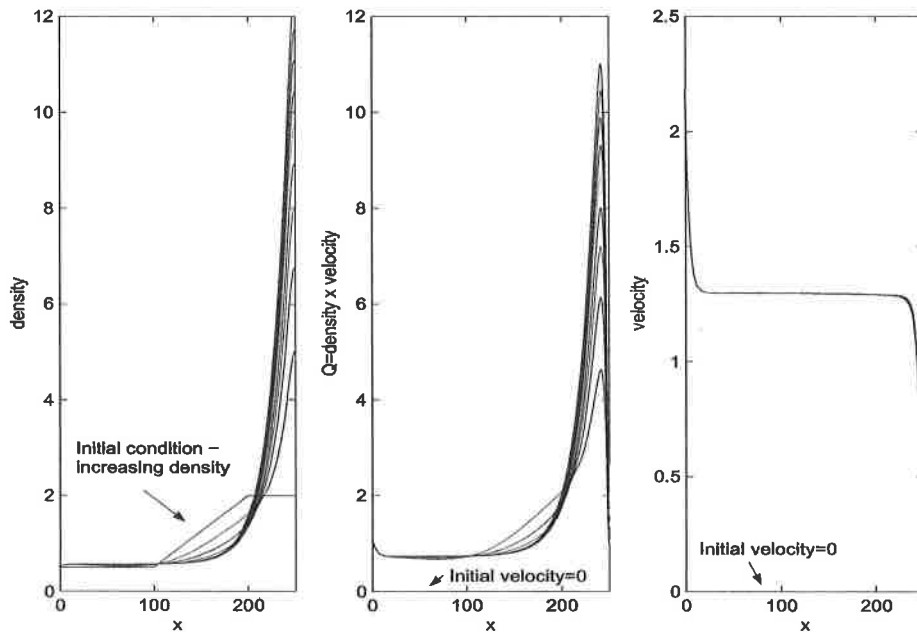 12
10
8
6
4
2
0
density
Initial condition –
increasing density
0
100
200
x
12
10
8
6
4
2
0
Q=density x velocity
Initial velocity=0
0
100
200
x
2.5
2
1.5
1
0.5
0
velocity
Initial velocity=0
0
100
200
x